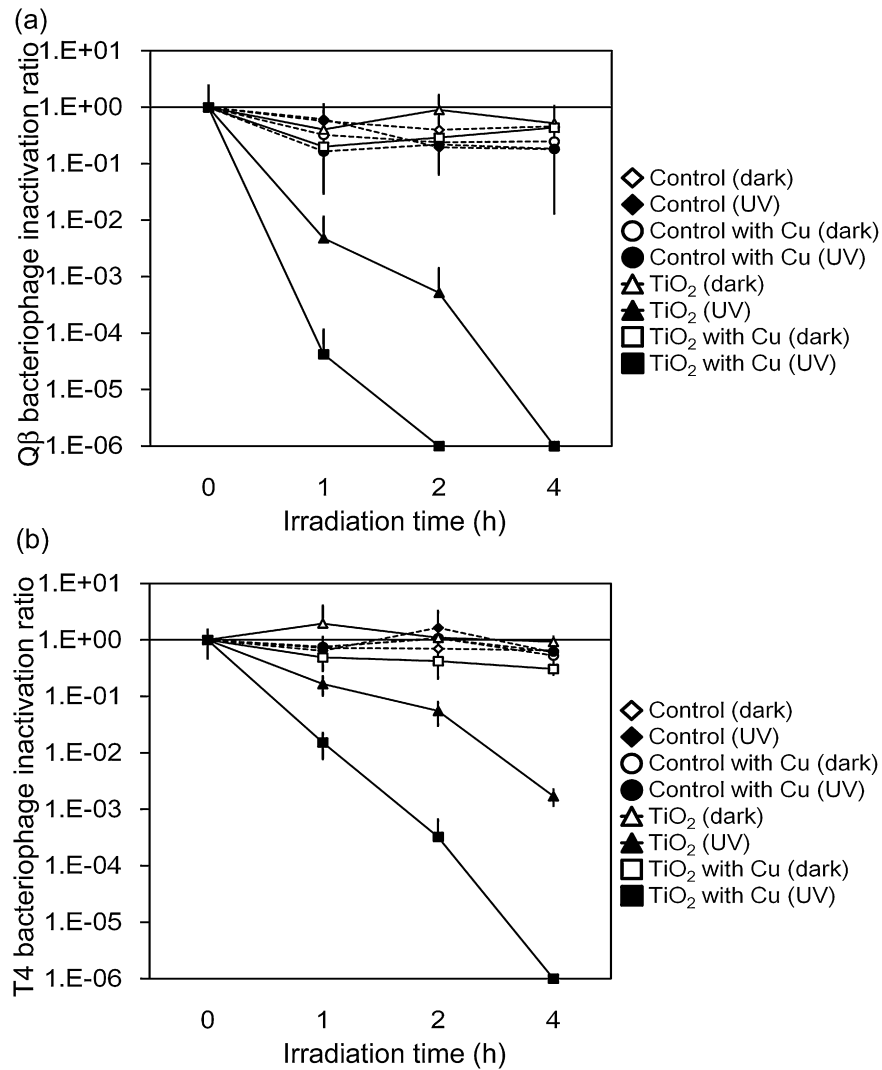 (a)
Qβ bacteriophage inactivation ratio
1.E+01
1.E+00
1.E-01
1.E-02
1.E-03
1.E-04
1.E-05
1.E-06
0 1 2 4
Irradiation time (h)
Control (dark)
Control (UV)
Control with Cu (dark)
Control with Cu (UV)
TiO₂ (dark)
TiO₂ (UV)
TiO₂ with Cu (dark)
TiO₂ with Cu (UV)
(b)
T4 bacteriophage inactivation ratio
1.E+01
1.E+00
1.E-01
1.E-02
1.E-03
1.E-04
1.E-05
1.E-06
0 1 2 4
Irradiation time (h)
Control (dark)
Control (UV)
Control with Cu (dark)
Control with Cu (UV)
TiO₂ (dark)
TiO₂ (UV)
TiO₂ with Cu (dark)
TiO₂ with Cu (UV)